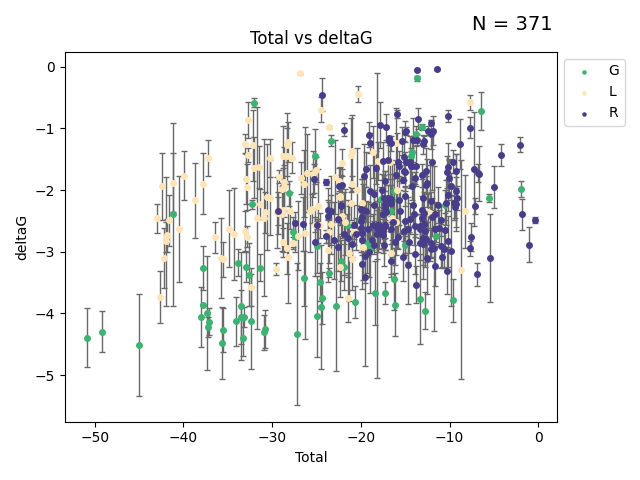 N = 371
Total vs deltaG
G
L
R
deltaG
0
−1
−2
−3
−4
−5
−50 −40 −30 −20 −10 0
Total